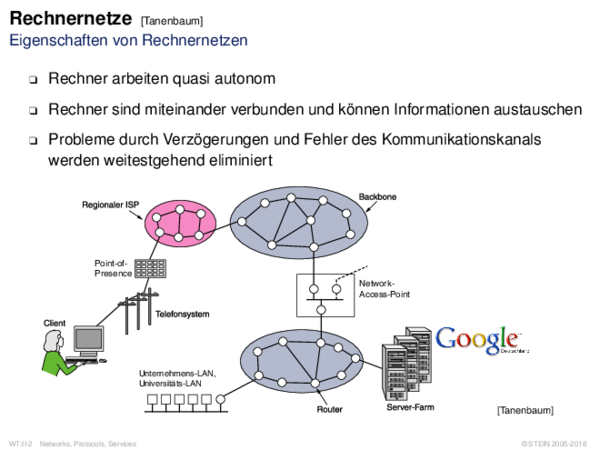 Rechnernetze [Tanenbaum]
Eigenschaften von Rechnernetzen
❑ Rechner arbeiten quasi autonom
❑ Rechner sind miteinander verbunden und können Informationen austauschen
❑ Probleme durch Verzögerungen und Fehler des Kommunikationskanals
werden weitestgehend eliminiert
Regionaler ISP
Backbone
Point-of-
Presence
Network-
Access-Point
Telefonsystem
Client
Google
Deutschland
Unternehmens-LAN,
Universitäts-LAN
Router
Server-Farm
[Tanenbaum]
WT:II-2 Networks, Protocols, Services
© STEIN 2005-2018